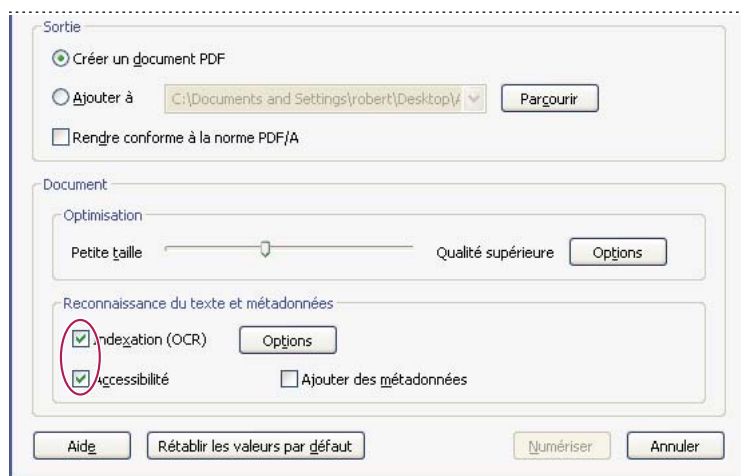 Sortie
Créer un document PDF
Ajouter à C:\Documents and Settings\robert\Desktop\ Parcourir
Rendre conforme à la norme PDF/A
Document
Optimisation
Petite taille Qualité supérieure Options
Reconnaissance du texte et métadonnées
Indexation (OCR) Options
Accessibilité Ajouter des métadonnées
Aide Rétablir les valeurs par défaut Numériser Annuler